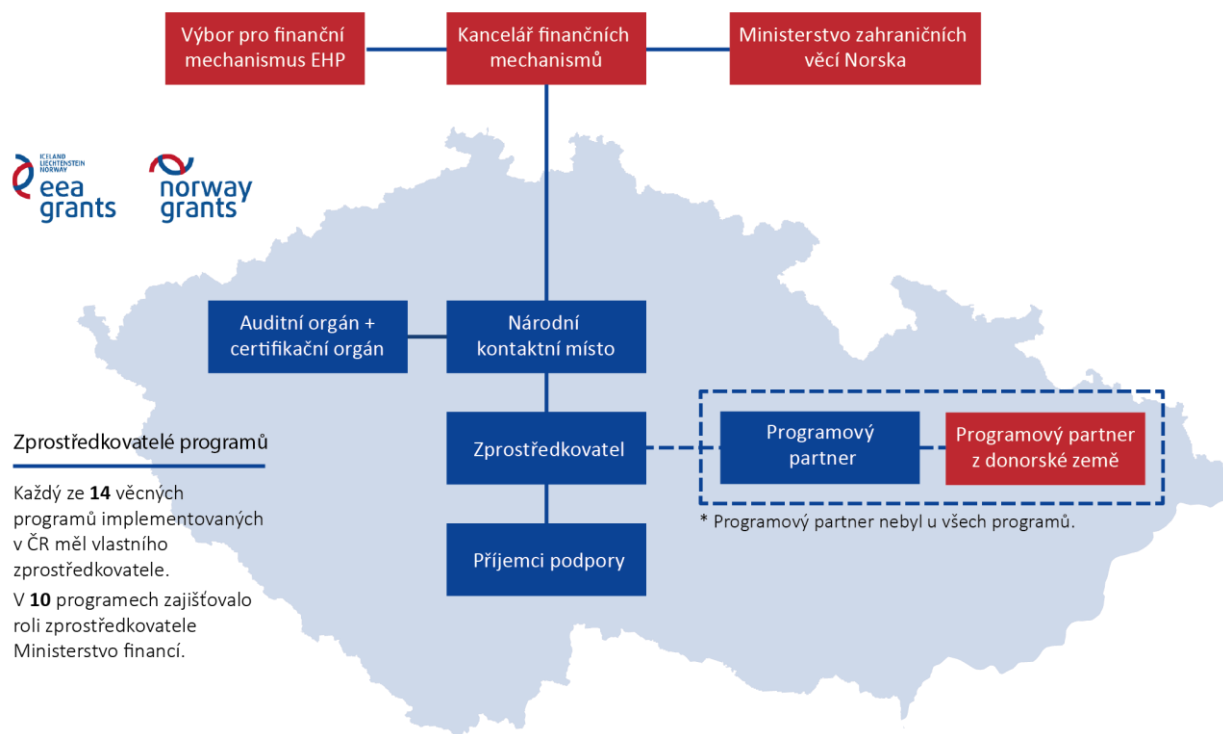 Výbor pro finanční
mechanismus EHP
Kancelář finančních
mechanismů
Ministerstvo zahraničních
věcí Norska
ICELAND
LIECHTENSTEIN
NORWAY
eea
grants
norway
grants
Auditní orgán +
certifikační orgán
Národní
kontaktní místo
Zprostředkovatel
Programový
partner
Programový partner
z donorské země
* Programový partner nebyl u všech programů.
Příjemci podpory
Zprostředkovatelé programů
Každý ze 14 věcných
programů implementovaných
v ČR měl vlastního
zprostředkovatele.
V 10 programech zajišťovalo
roli zprostředkovatele
Ministerstvo financí.